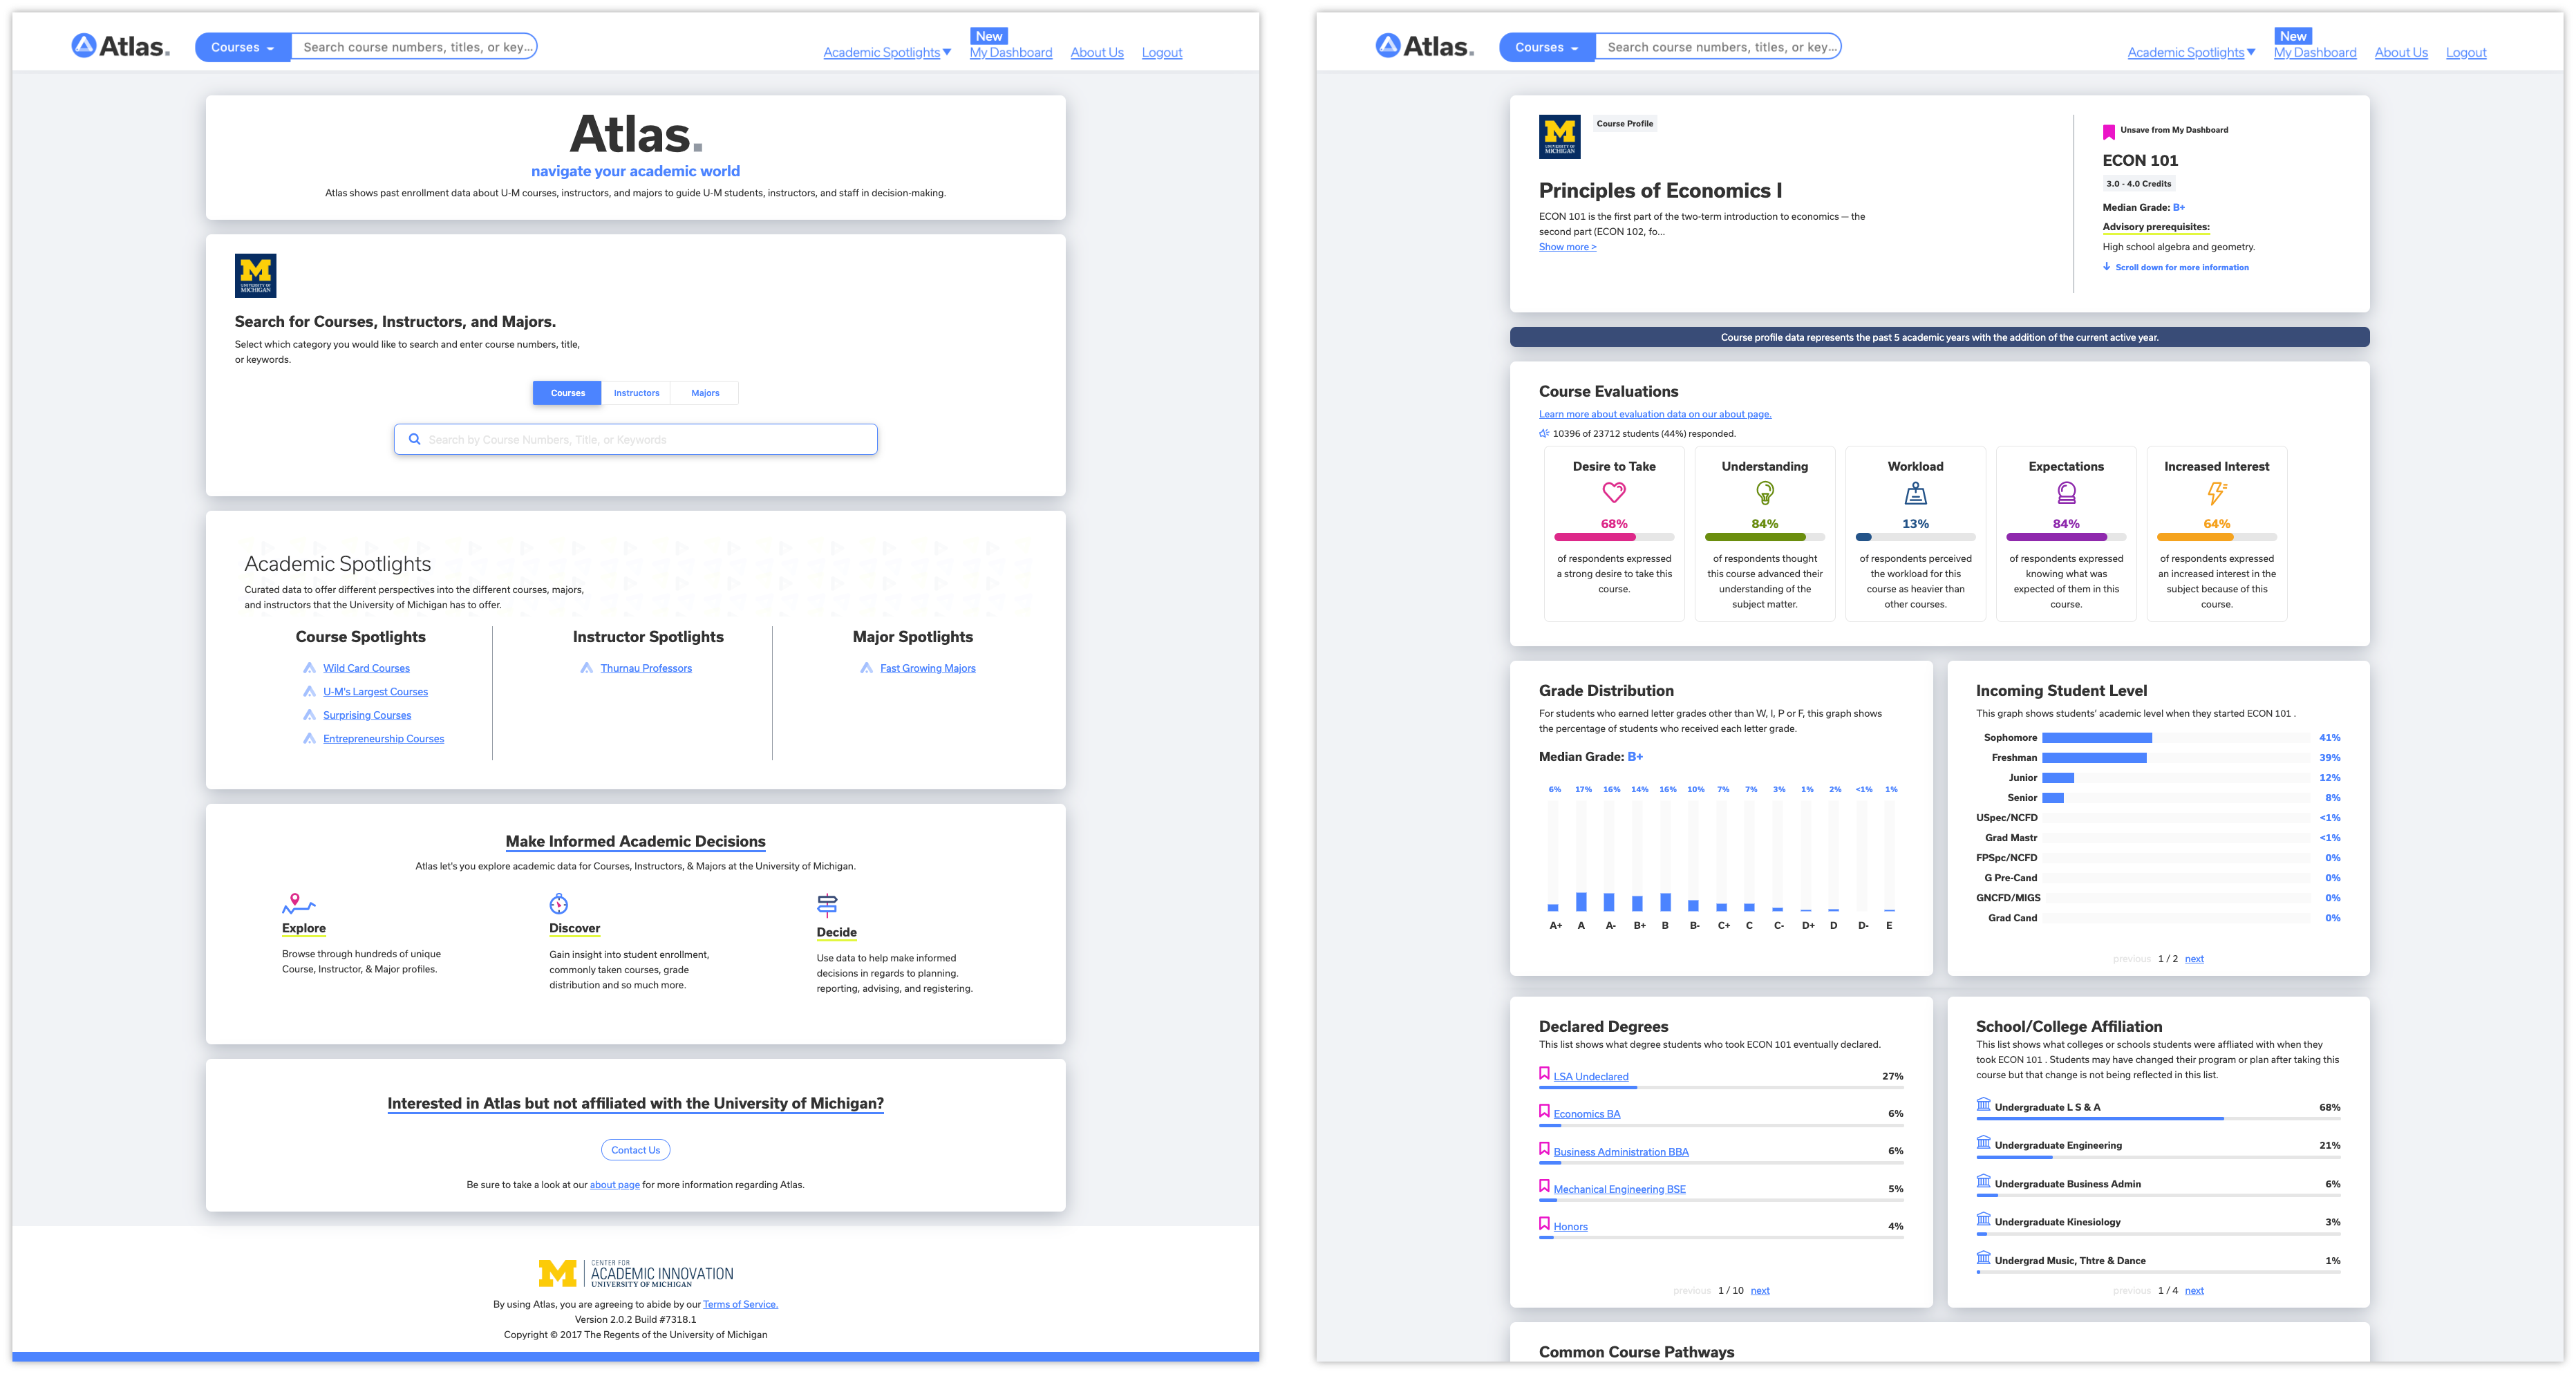 Atlas.
Courses
Search course numbers, titles, or key...
Academic Spotlights
New
My Dashboard
About Us
Logout
Atlas.
navigate your academic world
Atlas shows past enrollment data about U-M courses, instructors, and majors to guide U-M students, instructors, and staff in decision-making.
M
UNIVERSITY OF
MICHIGAN
Search for Courses, Instructors, and Majors.
Select which category you would like to search and enter course numbers, title,
or keywords.
Courses
Instructors
Majors
Search by Course Numbers, Title, or Keywords
Academic Spotlights
Curated data to offer different perspectives into the different courses, majors,
and instructors that the University of Michigan has to offer.
Course Spotlights
Wild Card Courses
U-M's Largest Courses
Surprising Courses
Entrepreneurship Courses
Instructor Spotlights
Thurnau Professors
Major Spotlights
Fast Growing Majors
Make Informed Academic Decisions
Atlas let's you explore academic data for Courses, Instructors, & Majors at the University of Michigan.
Explore
Browse through hundreds of unique
Course, Instructor, & Major profiles.
Discover
Gain insight into student enrollment,
commonly taken courses, grade
distribution and so much more.
Decide
Use data to help make informed
decisions in regards to planning.
reporting, advising, and registering.
Interested in Atlas but not affiliated with the University of Michigan?
Contact Us
Be sure to take a look at our about page for more information regarding Atlas.
M
CENTER FOR
ACADEMIC INNOVATION
UNIVERSITY OF MICHIGAN
By using Atlas, you are agreeing to abide by our Terms of Service.
Version 2.0.2 Build #7318.1
Copyright © 2017 The Regents of the University of Michigan
Atlas.
Courses
Search course numbers, titles, or key...
Academic Spotlights
New
My Dashboard
About Us
Logout
M
UNIVERSITY OF
MICHIGAN
Course Profile
Principles of Economics I
ECON 101 is the first part of the two-term introduction to economics — the
second part (ECON 102, fo...
Show more >
Unsave from My Dashboard
ECON 101
3.0 - 4.0 Credits
Median Grade: B+
Advisory prerequisites:
High school algebra and geometry.
Scroll down for more information
Course profile data represents the past 5 academic years with the addition of the current active year.
Course Evaluations
Learn more about evaluation data on our about page.
10396 of 23712 students (44%) responded.
Desire to Take
68%
of respondents expressed
a strong desire to take this
course.
Understanding
84%
of respondents thought
this course advanced their
understanding of the
subject matter.
Workload
13%
of respondents perceived
the workload for this
course as heavier than
other courses.
Expectations
84%
of respondents expressed
knowing what was
expected of them in this
course.
Increased Interest
64%
of respondents expressed
an increased interest in the
subject because of this
course.
Grade Distribution
For students who earned letter grades other than W, I, P or F, this graph shows
the percentage of students who received each letter grade.
Median Grade: B+
6% 17% 16% 14% 16% 10% 7% 7% 3% 1% 2% <1% 1%
A+ A A- B+ B B- C+ C C- D+ D D- E
Incoming Student Level
This graph shows students' academic level when they started ECON 101 .
Sophomore 41%
Freshman 39%
Junior 12%
Senior 8%
USpec/NCFD <1%
Grad Mastr <1%
FPSpc/NCFD 0%
G Pre-Cand 0%
GNCFD/MIGS 0%
Grad Cand 0%
previous 1 / 2 next
Declared Degrees
This list shows what degree students who took ECON 101 eventually declared.
LSA Undeclared 27%
Economics BA 6%
Business Administration BBA 6%
Mechanical Engineering BSE 5%
Honors 4%
previous 1 / 10 next
School/College Affiliation
This list shows what colleges or schools students were affliated with when they
took ECON 101 . Students may have changed their program or plan after taking this
course but that change is not being reflected in this list.
Undergraduate L S & A 68%
Undergraduate Engineering 21%
Undergraduate Business Admin 6%
Undergraduate Kinesiology 3%
Undergrad Music, Thtre & Dance 1%
previous 1 / 4 next
Common Course Pathways